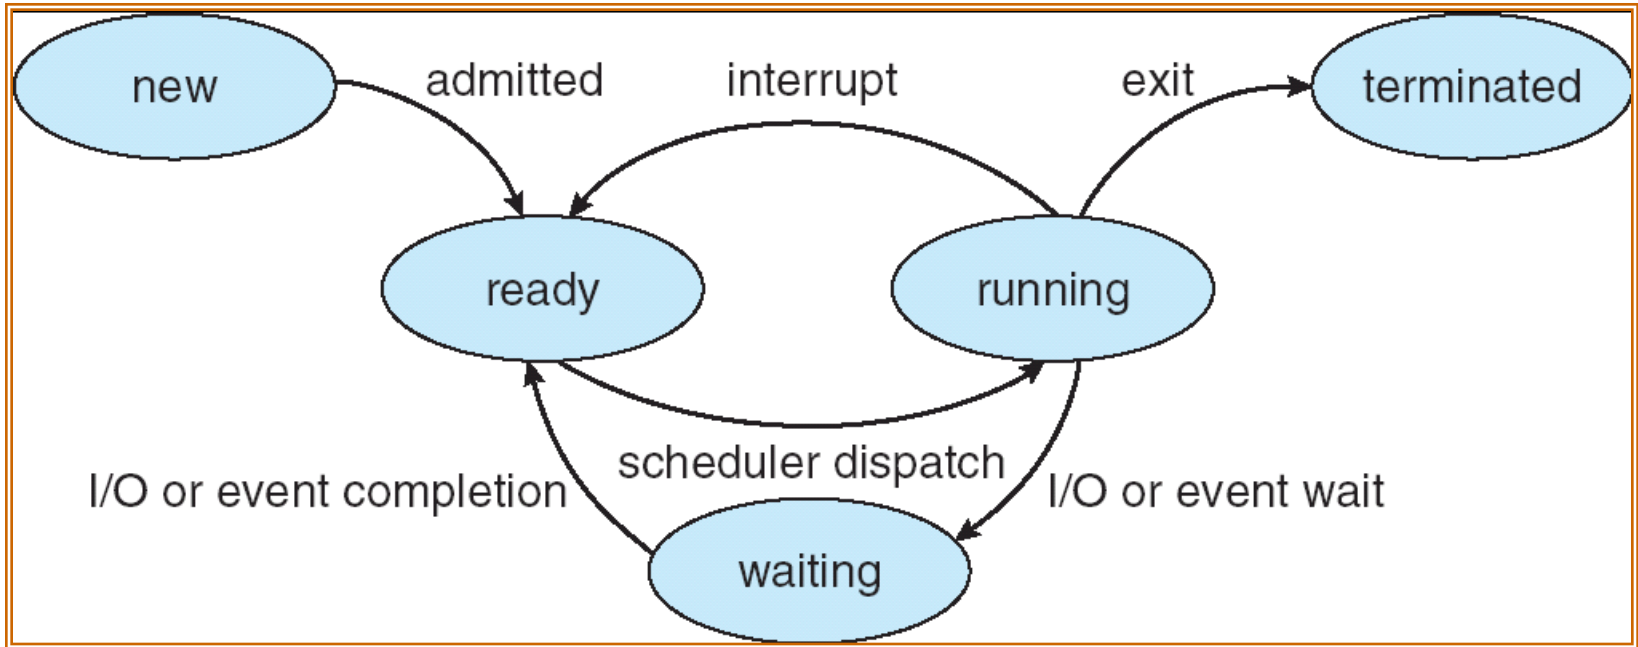 new
admitted
interrupt
exit
terminated
ready
running
scheduler dispatch
I/O or event completion
I/O or event wait
waiting